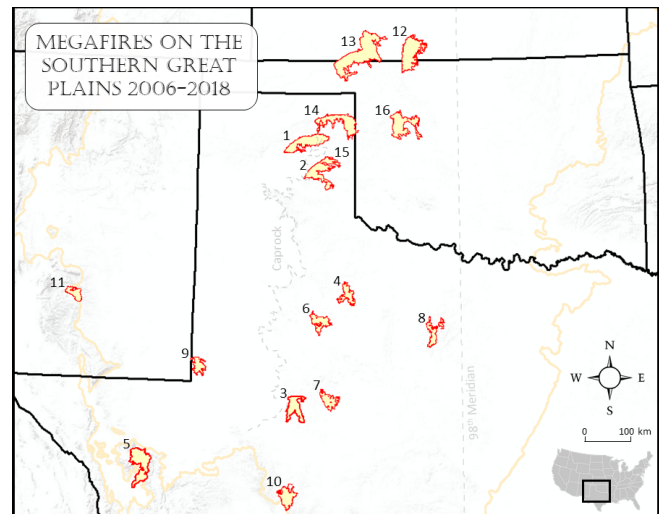 MEGAFIRES ON THE
SOUTHERN GREAT
PLAINS 2006-2018
13
12
14
16
1
15
2
Caprock
11
4
6
8
9
3
7
98th Meridian
5
10
N
W E
S
0 100 km